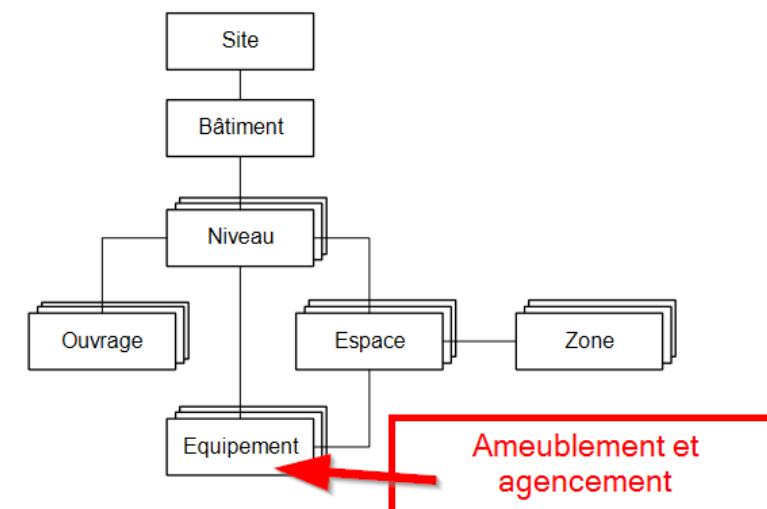 Site
Bâtiment
Niveau
Ouvrage
Espace
Zone
Equipement
Ameublement et
agencement